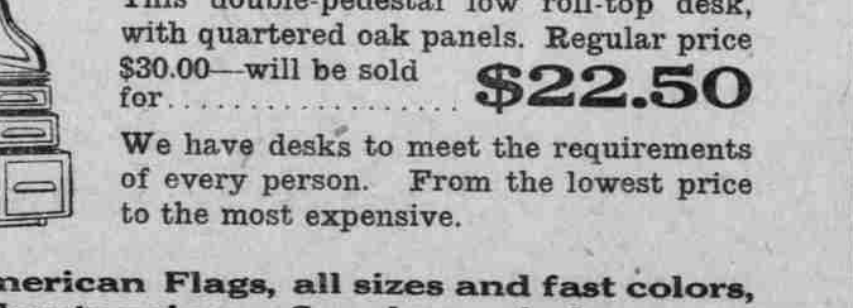 This double-pedestal low roll-top desk,
with quartered oak panels. Regular price
$30.00—will be sold
for.................. $22.50
We have desks to meet the requirements
of every person. From the lowest price
to the most expensive.
merican Flags, all sizes and fast colors,